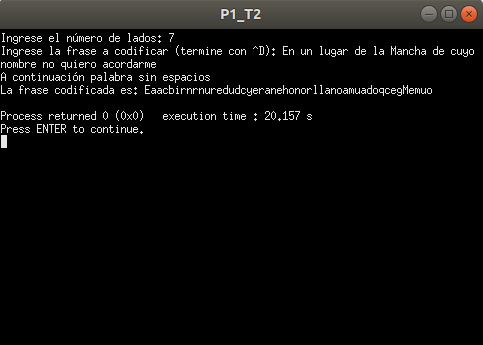 P1_T2
Ingrese el número de lados: 7
Ingrese la frase a codificar (termine con ^D): En un lugar de la Mancha de cuyo
nombre no quiero acordarme
A continuación palabra sin espacios
La frase codificada es: EaacbirnrnuredudcyeranehonorllanoamuadoqcegMemuo
Process returned 0 (0x0)   execution time : 20.157 s
Press ENTER to continue.